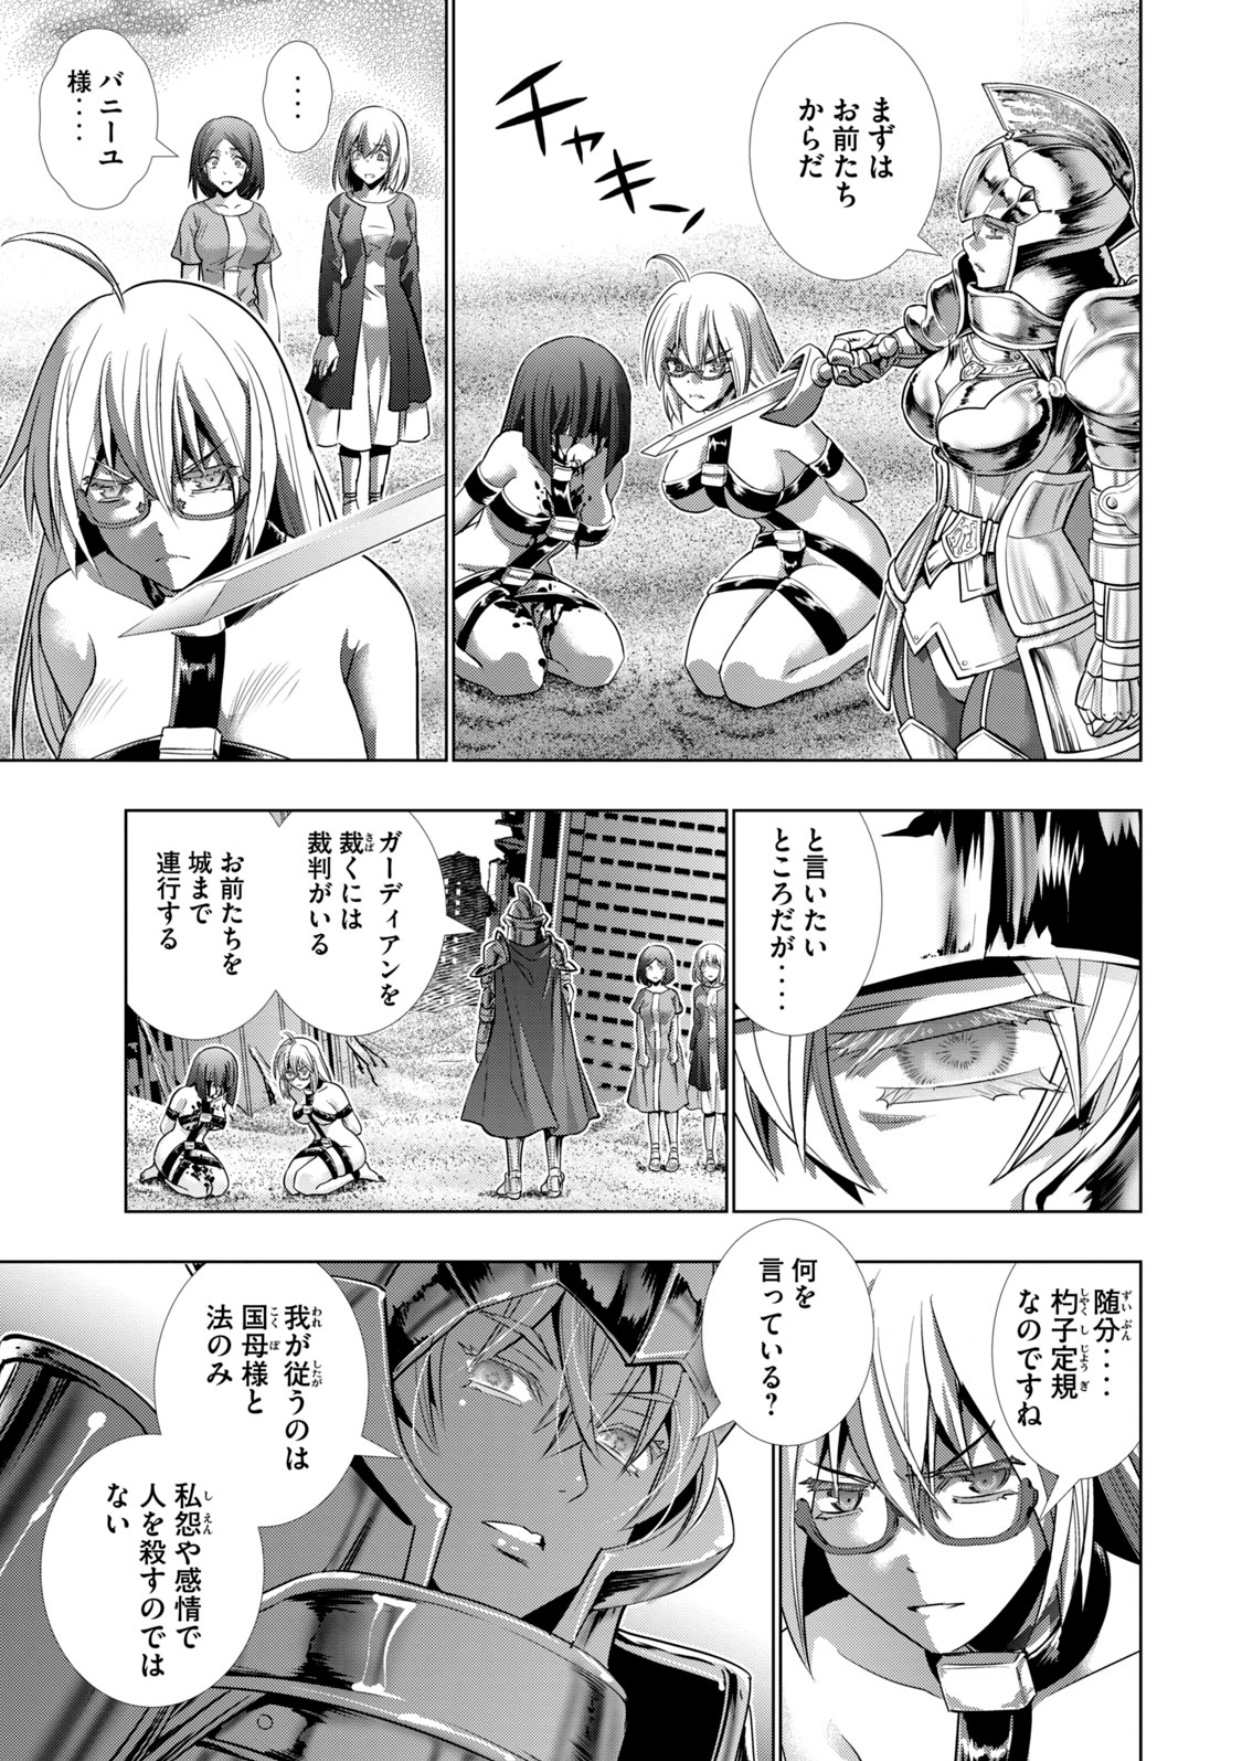 まずは
お前たち
からだ
チャキン
‥‥
バニーユ
様‥‥
と言いたい
ところだが‥‥
ガーディアンを
裁くには
裁判がいる
お前たちを
城まで
連行する
随分‥‥
杓子定規
なのですね
何を
言っている?
我が従うのは
国母様と
法のみ
私怨や感情で
人を殺すのでは
ない